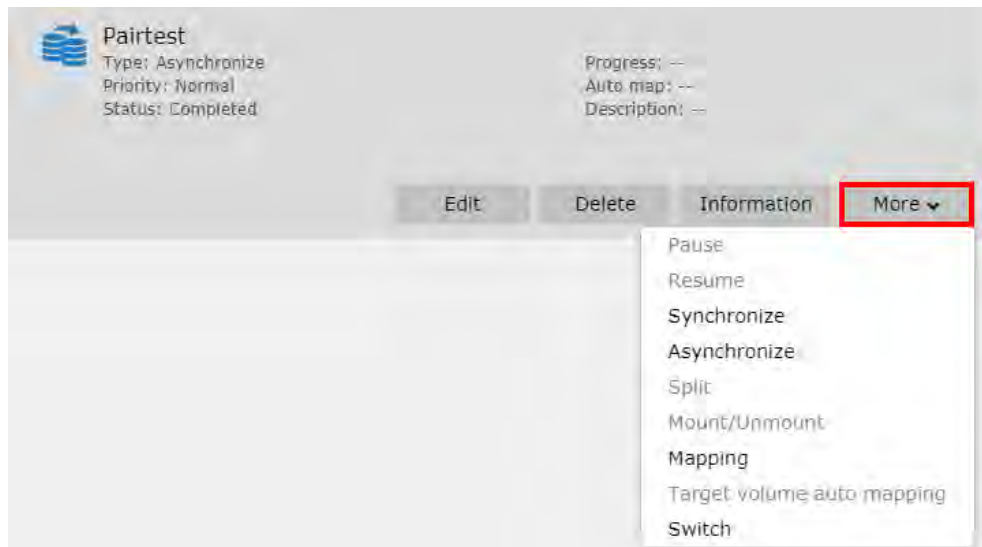 Pairtest
Type: Asynchronize
Priority: Normal
Status: Completed
Progress: --
Auto map: --
Description: --
Edit Delete Information More
Pause
Resume
Synchronize
Asynchronize
Split
Mount/Unmount
Mapping
Target volume auto mapping
Switch